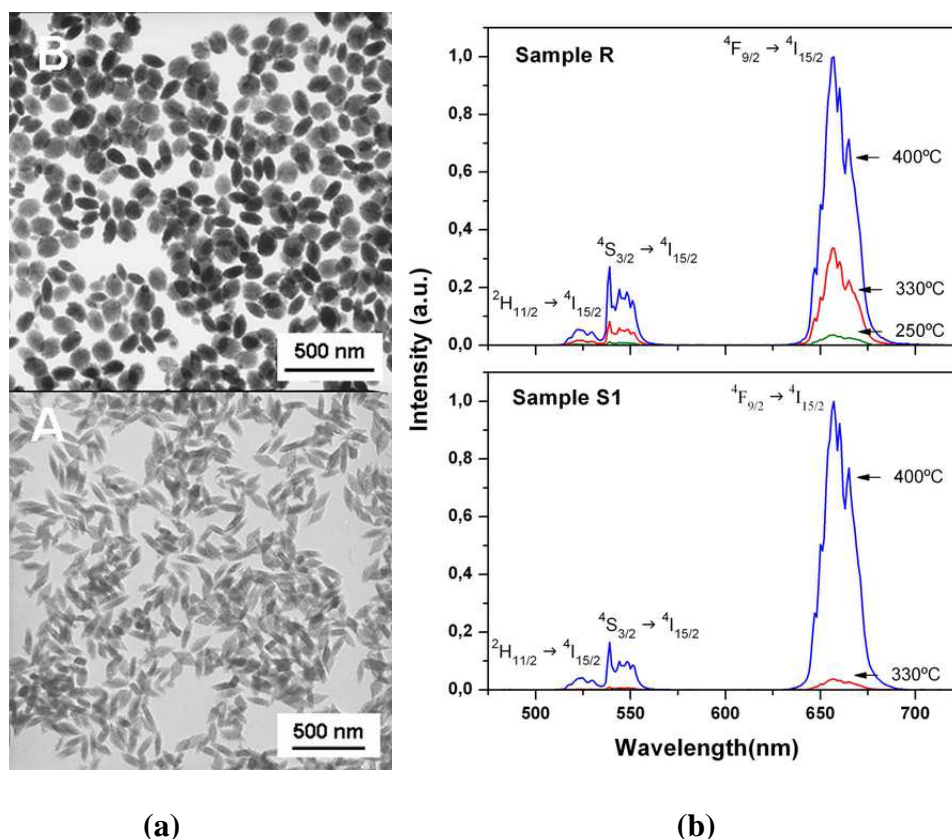 B
500 nm
A
500 nm
(a)
Intensity (a.u.)
Sample R
⁴F₉/₂ → ⁴I₁₅/₂
1,0
0,8
0,6
0,4
0,2
0,0
400ºC
330ºC
250ºC
⁴S₃/₂ → ⁴I₁₅/₂
²H₁₁/₂ → ⁴I₁₅/₂
Sample S1
⁴F₉/₂ → ⁴I₁₅/₂
1,0
0,8
0,6
0,4
0,2
0,0
400ºC
330ºC
⁴S₃/₂ → ⁴I₁₅/₂
²H₁₁/₂ → ⁴I₁₅/₂
500 550 600 650 700
Wavelength(nm)
(b)